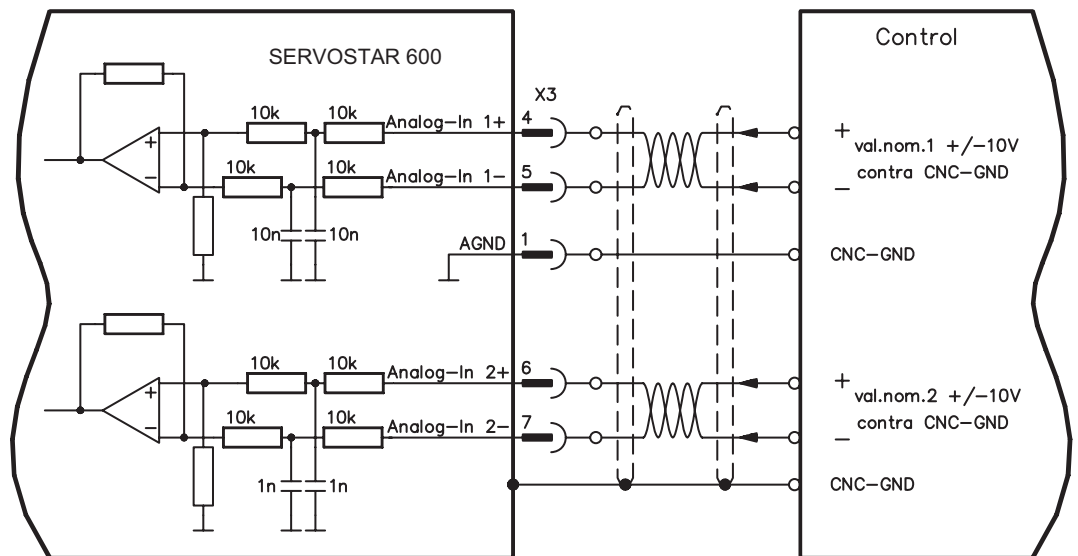 SERVOSTAR 600
Control
X3
10k
10k
Analog-In 1+
4
+
val.nom.1 +/-10V
contra CNC-GND
+
−
10k
10k
Analog-In 1-
5
−
10n
10n
AGND
1
CNC-GND
10k
10k
Analog-In 2+
6
+
val.nom.2 +/-10V
contra CNC-GND
+
−
10k
10k
Analog-In 2-
7
−
1n
1n
CNC-GND